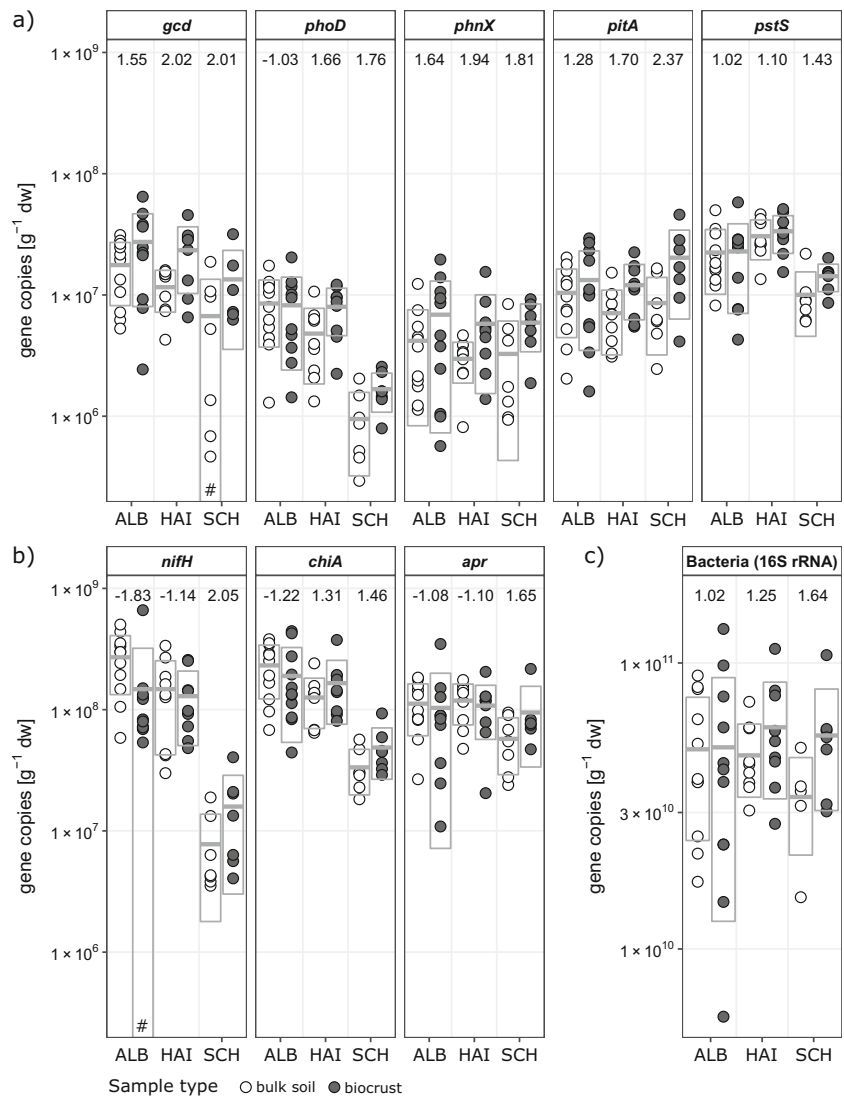 a)
gcd phoD phnX pitA pstS
1.55 2.02 2.01 -1.03 1.66 1.76 1.64 1.94 1.81 1.28 1.70 2.37 1.02 1.10 1.43
1 × 10⁹
1 × 10⁸
1 × 10⁷
1 × 10⁶
gene copies [g⁻¹ dw]
#
ALB HAI SCH ALB HAI SCH ALB HAI SCH ALB HAI SCH ALB HAI SCH
b)
nifH chiA apr
-1.83 -1.14 2.05 -1.22 1.31 1.46 -1.08 -1.10 1.65
1 × 10⁹
1 × 10⁸
1 × 10⁷
1 × 10⁶
gene copies [g⁻¹ dw]
#
ALB HAI SCH ALB HAI SCH ALB HAI SCH
c)
Bacteria (16S rRNA)
1.02 1.25 1.64
1 × 10¹¹
3 × 10¹⁰
1 × 10¹⁰
gene copies [g⁻¹ dw]
ALB HAI SCH
Sample type bulk soil biocrust